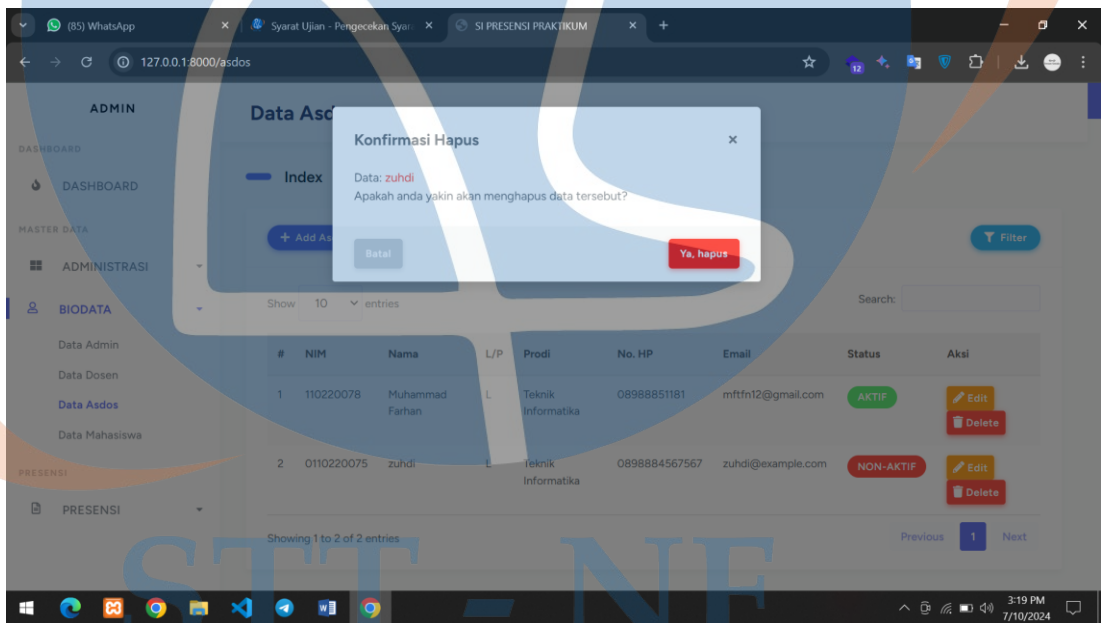 (85) WhatsApp
Syarat Ujian - Pengecekan Syar
SI PRESENSI PRAKTIKUM
127.0.0.1:8000/asdos
12
ADMIN
Data Asd
Konfirmasi Hapus
DASHBOARD
DASHBOARD
Index
Data: zuhdi
Apakah anda yakin akan menghapus data tersebut?
MASTER DATA
+ Add As
Filter
Batal
Ya, hapus
ADMINISTRASI
BIODATA
Show 10 entries
Search:
Data Admin
Data Dosen
Data Asdos
Data Mahasiswa
# NIM Nama L/P Prodi No. HP Email Status Aksi
1 110220078 Muhammad Farhan L Teknik Informatika 08988851181 mftfn12@gmail.com AKTIF Edit Delete
2 0110220075 zuhdi L Teknik Informatika 0898884567567 zuhdi@example.com NON-AKTIF Edit Delete
PRESENSI
PRESENSI
Showing 1 to 2 of 2 entries
Previous 1 Next
STT - NF
3:19 PM
7/10/2024